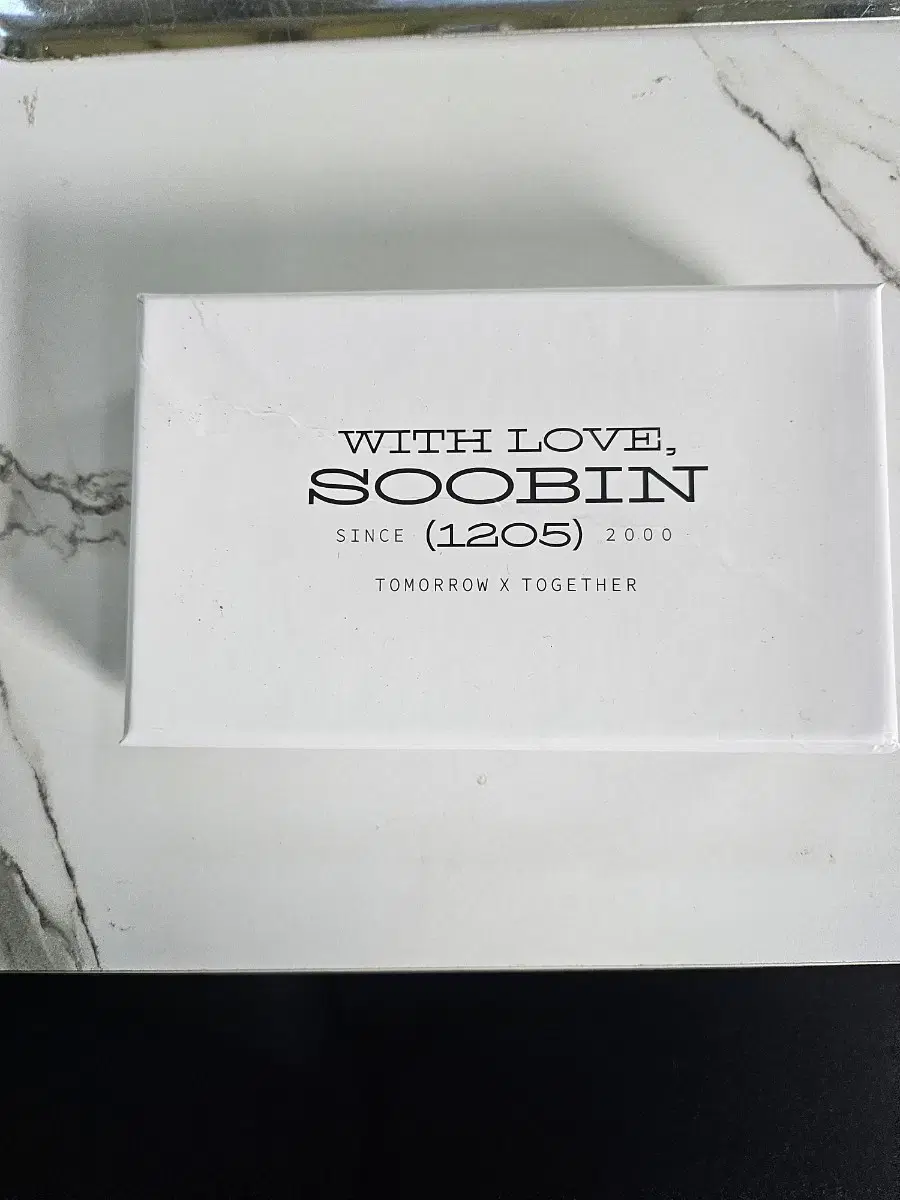 WITH LOVE,
SOOBIN
SINCE (1205) 2000
TOMORROW X TOGETHER